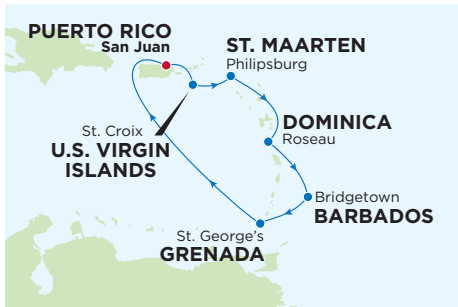 PUERTO RICO
San Juan
ST. MAARTEN
Philipsburg
St. Croix
U.S. VIRGIN
ISLANDS
DOMINICA
Roseau
Bridgetown
BARBADOS
St. George's
GRENADA